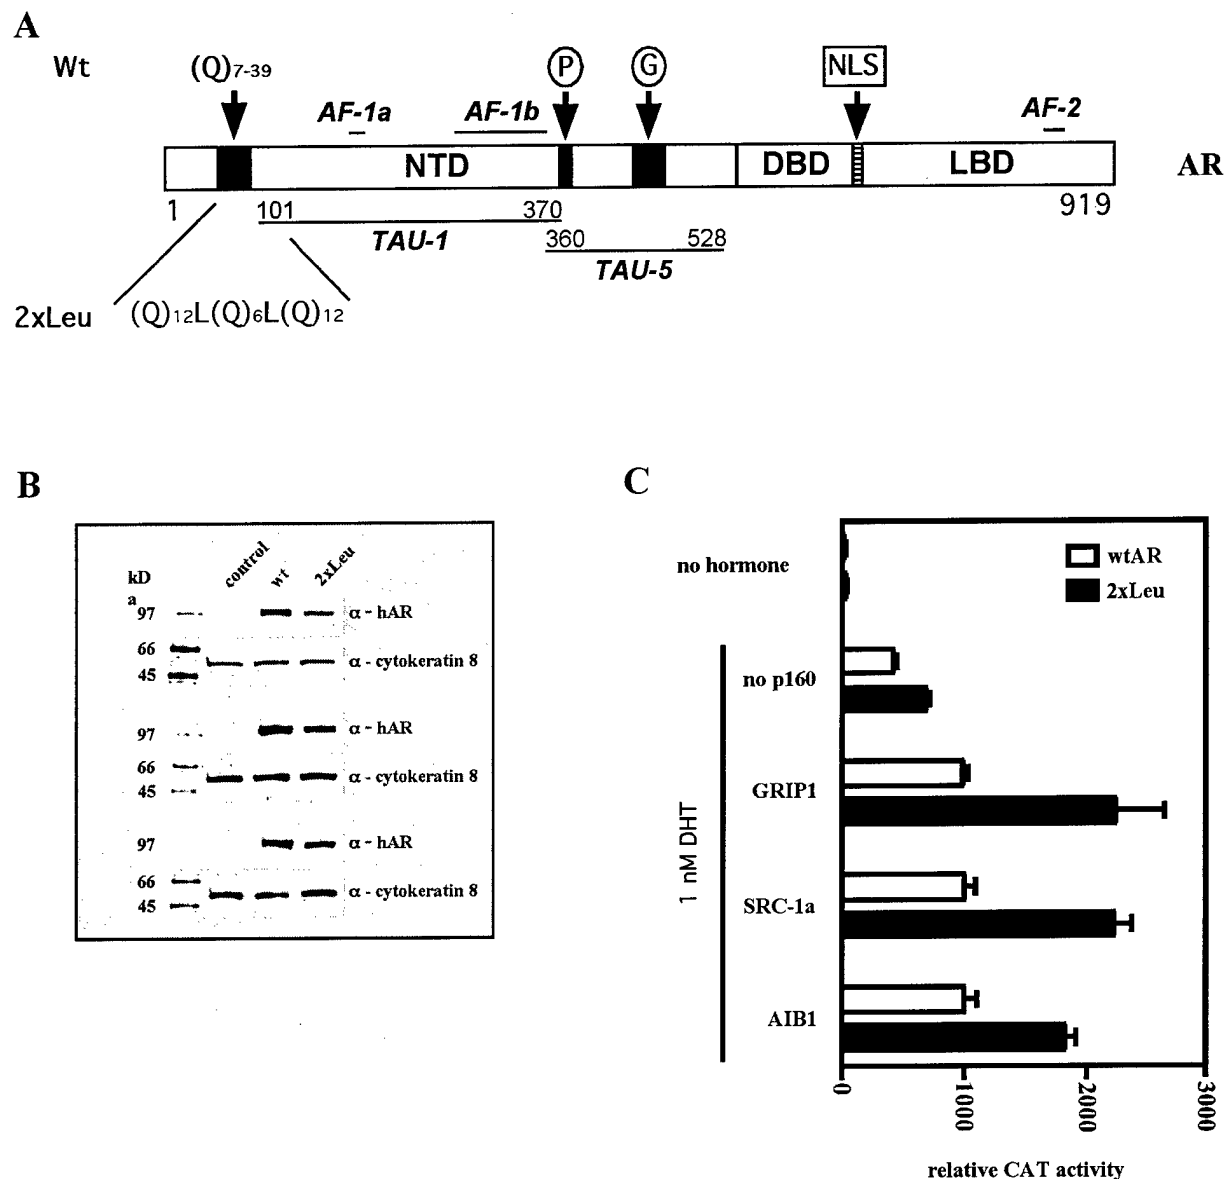 A
Wt (Q)7-39 P G NLS
AF-1a AF-1b AF-2
NTD DBD LBD AR
1 101 370 919
TAU-1 360 528
TAU-5
2xLeu (Q)12L(Q)6L(Q)12
B
control wt 2xLeu
kD
a
97 α - hAR
66
α - cytokeratin 8
45
97 α - hAR
66
α - cytokeratin 8
45
97 α - hAR
66
α - cytokeratin 8
45
C
no hormone
wtAR
2xLeu
no p160
GRIP1
1 nM DHT
SRC-1a
AIB1
0 1000 2000 3000
relative CAT activity